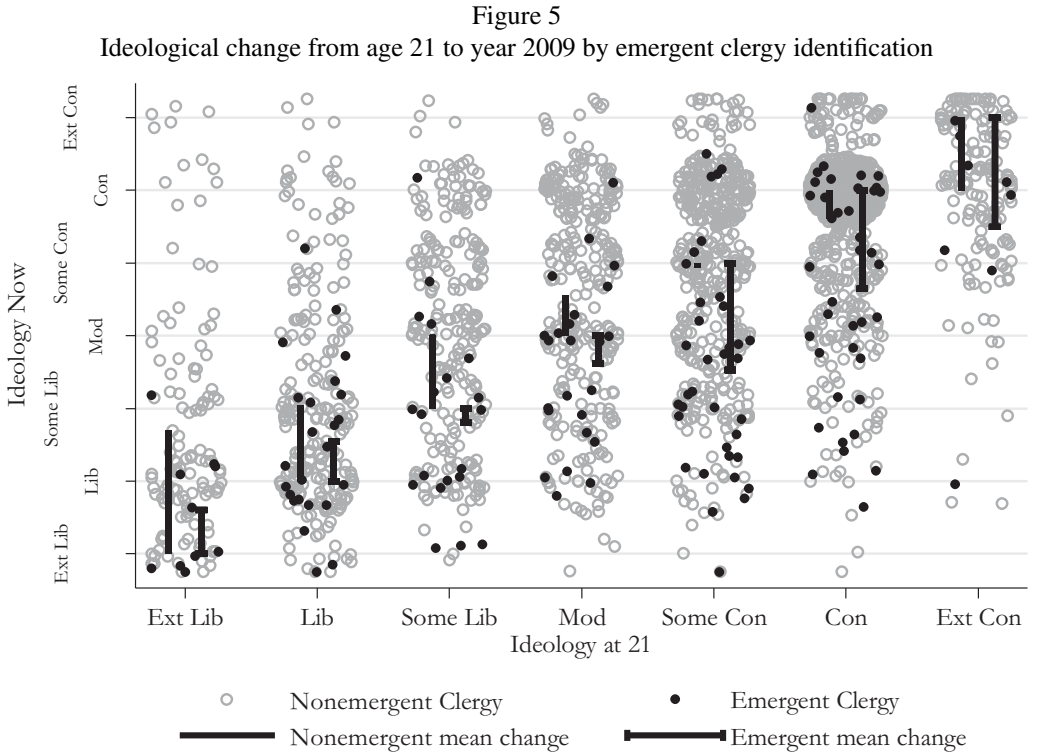 Figure 5
Ideological change from age 21 to year 2009 by emergent clergy identification
Ideology Now
Ext Con
Con
Some Con
Mod
Some Lib
Lib
Ext Lib
Ext Lib
Lib
Some Lib
Mod
Some Con
Con
Ext Con
Ideology at 21
Nonemergent Clergy
Emergent Clergy
Nonemergent mean change
Emergent mean change